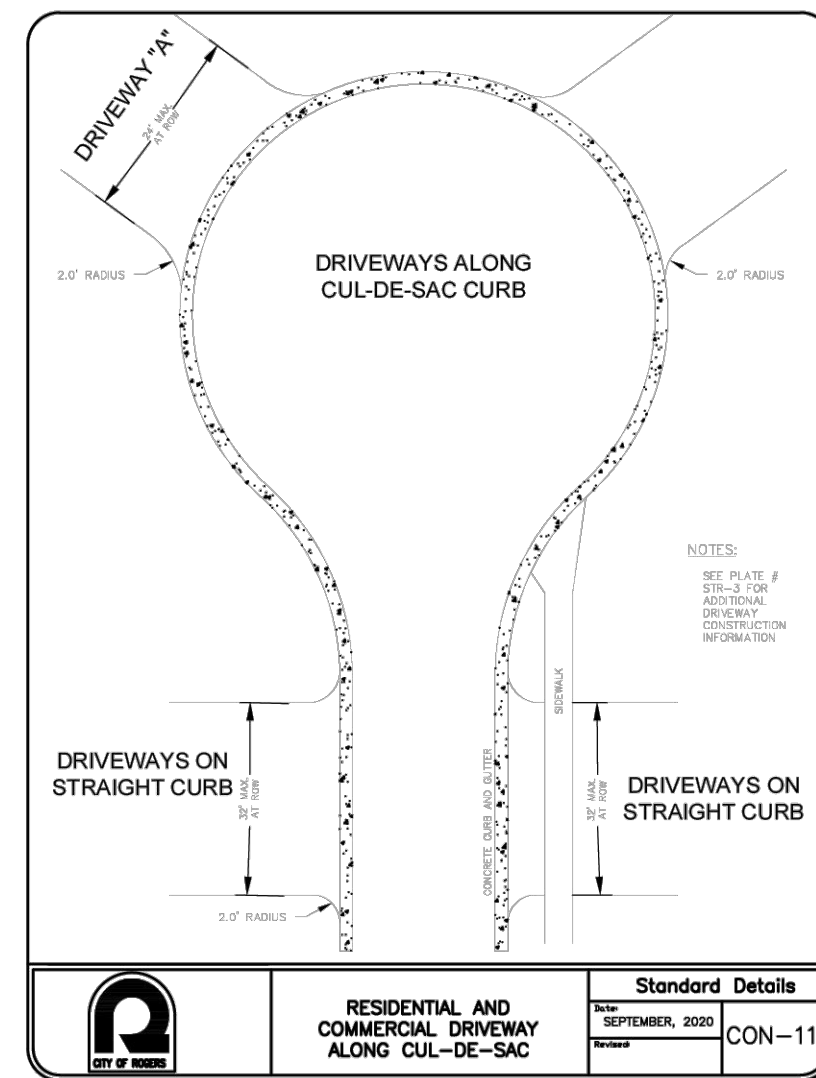 DRIVEWAY "A"
24' MAX.
AT ROW
2.0' RADIUS
DRIVEWAYS ALONG
CUL-DE-SAC CURB
2.0' RADIUS
NOTES:
SEE PLATE #
STR-3 FOR
ADDITIONAL
DRIVEWAY
CONSTRUCTION
INFORMATION
SIDEWALK
DRIVEWAYS ON
STRAIGHT CURB
32' MAX.
AT ROW
CONCRETE CURB AND GUTTER
32' MAX.
AT ROW
DRIVEWAYS ON
STRAIGHT CURB
2.0' RADIUS
CITY OF ROGERS
RESIDENTIAL AND
COMMERCIAL DRIVEWAY
ALONG CUL-DE-SAC
Standard Details
Date:
SEPTEMBER, 2020
Revised:
CON-11